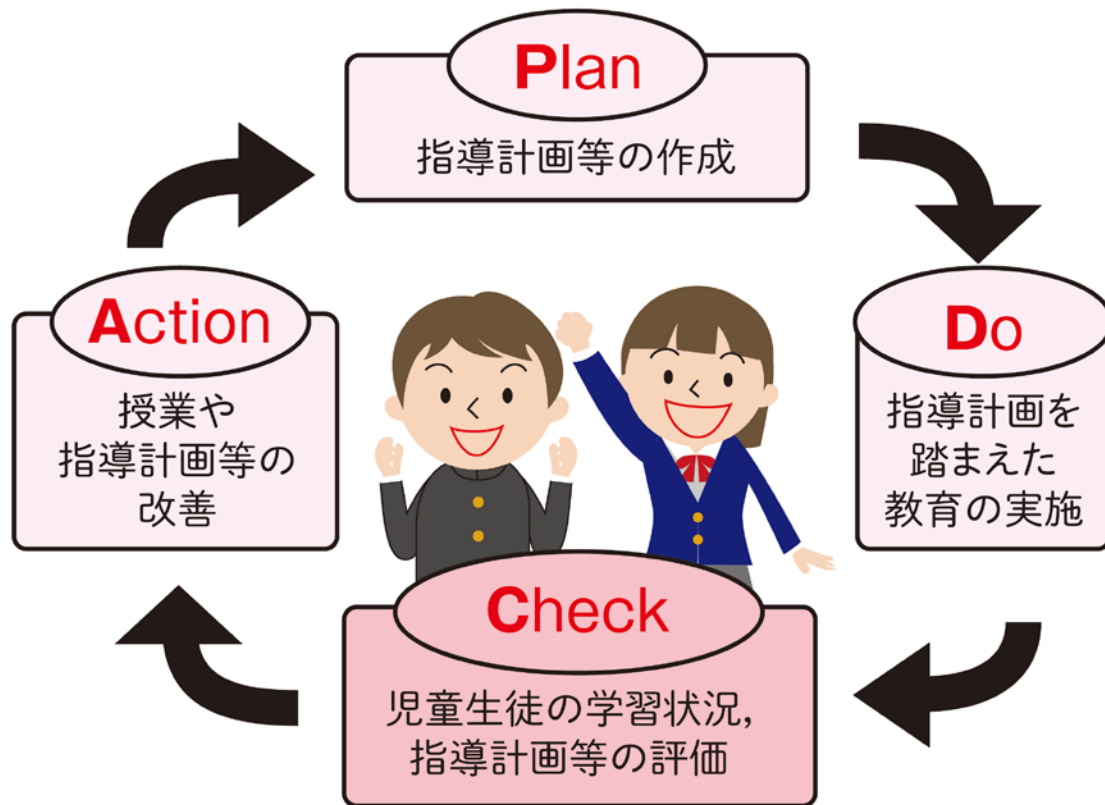 Plan
指導計画等の作成
Do
指導計画を
踏まえた
教育の実施
Check
児童生徒の学習状況,
指導計画等の評価
Action
授業や
指導計画等の
改善